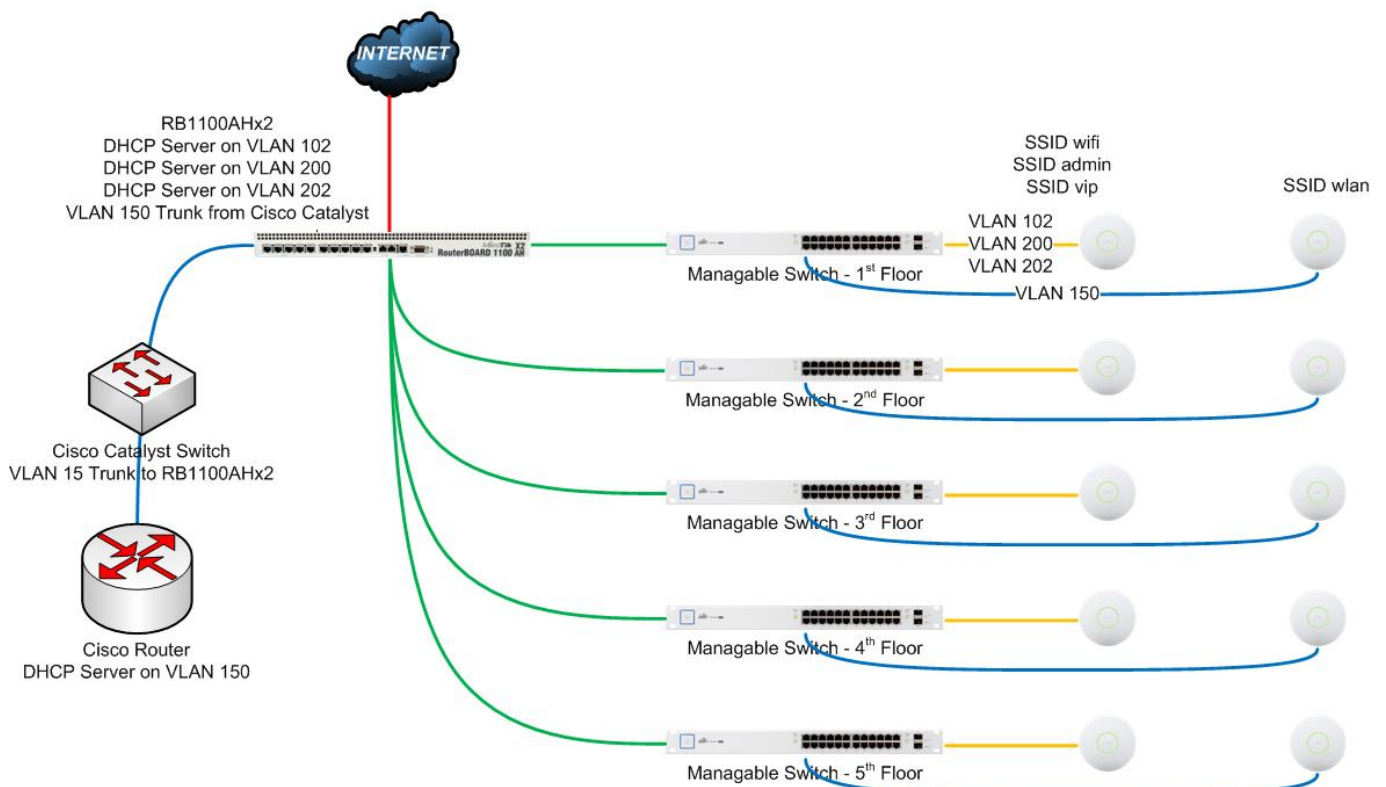 INTERNET
RB1100AHx2
DHCP Server on VLAN 102
DHCP Server on VLAN 200
DHCP Server on VLAN 202
VLAN 150 Trunk from Cisco Catalyst
MikroTik X2
RouterBOARD 1100 AH
SSID wifi
SSID admin
SSID vip
SSID wlan
VLAN 102
VLAN 200
VLAN 202
Managable Switch - 1st Floor
VLAN 150
Managable Switch - 2nd Floor
Cisco Catalyst Switch
VLAN 15 Trunk to RB1100AHx2
Managable Switch - 3rd Floor
Cisco Router
DHCP Server on VLAN 150
Managable Switch - 4th Floor
Managable Switch - 5th Floor